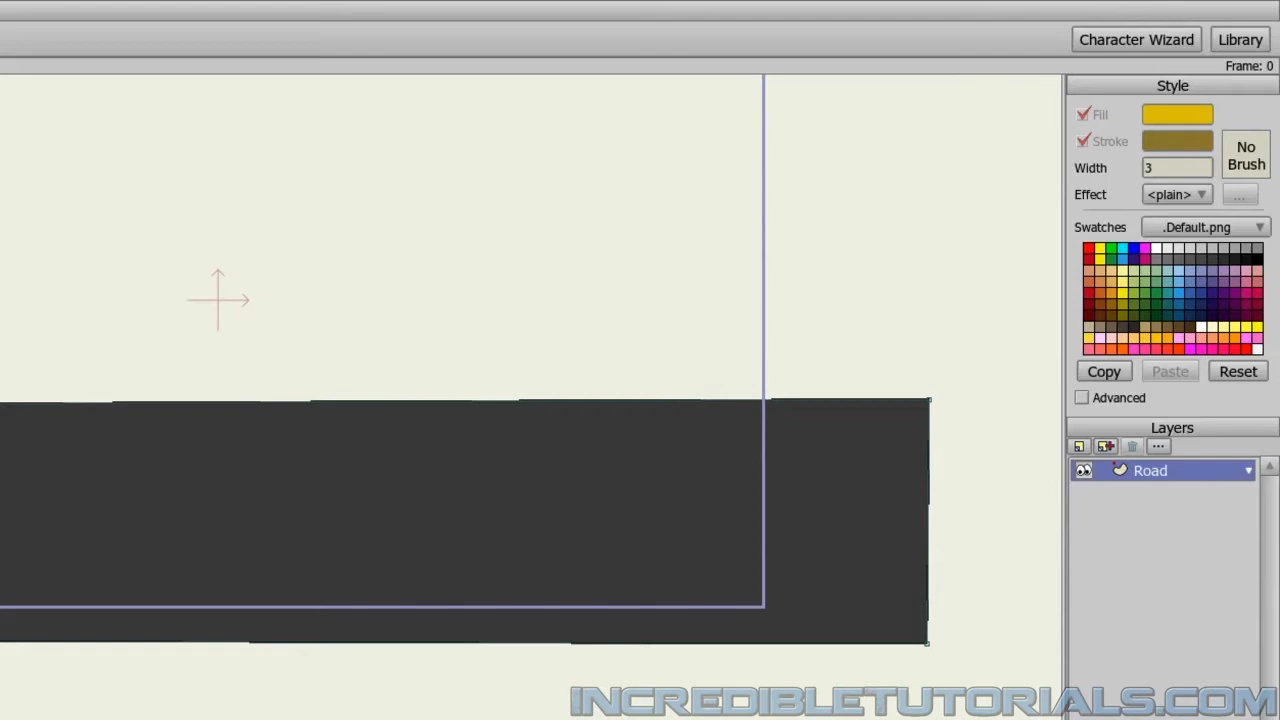 Character Wizard
Library
Frame: 0
Style
Fill
Stroke
No
Brush
Width
3
Effect
<plain>
...
Swatches
.Default.png
Copy
Paste
Reset
Advanced
Layers
...
Road
INCREDIBLETUTORIALS.COM